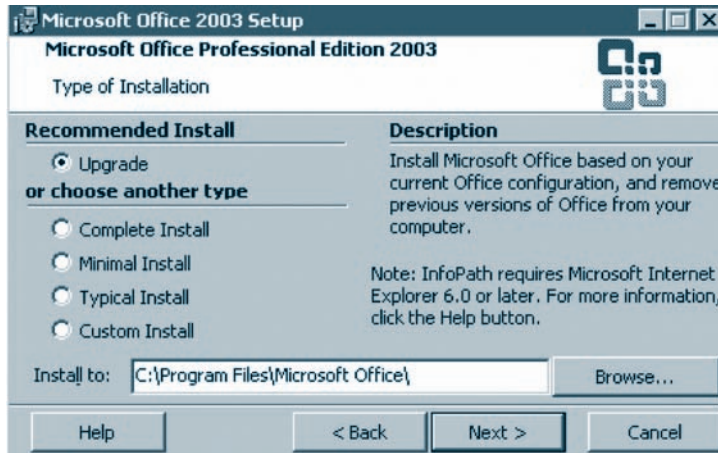 Microsoft Office 2003 Setup
Microsoft Office Professional Edition 2003
Type of Installation
Recommended Install
Upgrade
or choose another type
Complete Install
Minimal Install
Typical Install
Custom Install
Description
Install Microsoft Office based on your
current Office configuration, and remove
previous versions of Office from your
computer.
Note: InfoPath requires Microsoft Internet
Explorer 6.0 or later. For more information,
click the Help button.
Install to: C:\Program Files\Microsoft Office\ Browse...
Help < Back Next > Cancel